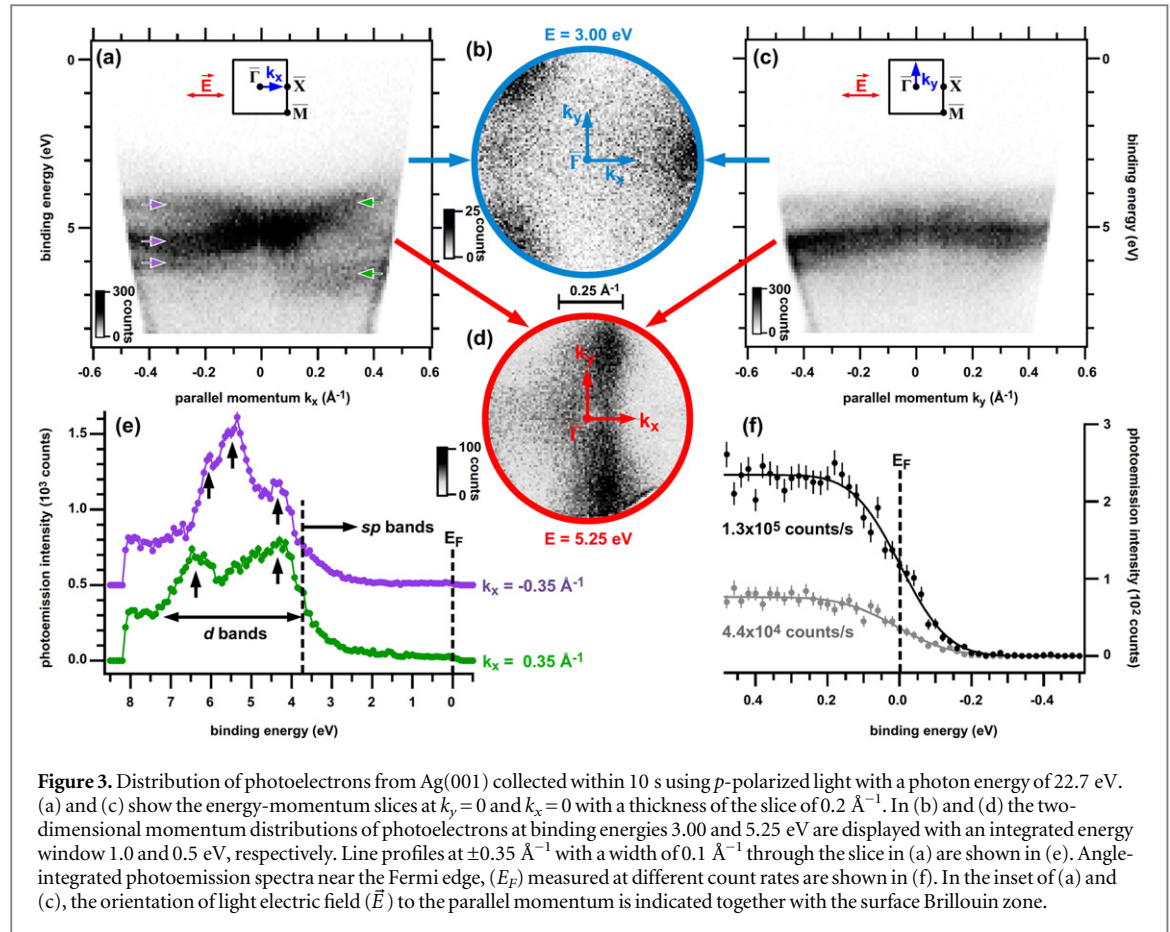 (a)
0
5
binding energy (eV)
E
Γ
kx
X
M
300
0
counts
-0.6 -0.4 -0.2 0 0.2 0.4 0.6
parallel momentum kx (Å-1)
(b)
E = 3.00 eV
ky
Γ
kx
25
0
counts
0.25 Å-1
(c)
0
5
binding energy (eV)
E
Γ
ky
X
M
300
0
counts
-0.6 -0.4 -0.2 0 0.2 0.4 0.6
parallel momentum ky (Å-1)
(d)
ky
Γ
kx
100
0
counts
E = 5.25 eV
(e)
1.5
1.0
0.5
0.0
photoemission intensity (10³ counts)
sp bands
EF
kx = -0.35 Å-1
d bands
kx = 0.35 Å-1
8 7 6 5 4 3 2 1 0
binding energy (eV)
(f)
EF
1.3x10⁵ counts/s
4.4x10⁴ counts/s
3
2
1
0
photoemission intensity (10² counts)
0.4 0.2 0.0 -0.2 -0.4
binding energy (eV)
Figure 3. Distribution of photoelectrons from Ag(001) collected within 10 s using p-polarized light with a photon energy of 22.7 eV.
(a) and (c) show the energy-momentum slices at ky = 0 and kx = 0 with a thickness of the slice of 0.2 Å−1. In (b) and (d) the two-
dimensional momentum distributions of photoelectrons at binding energies 3.00 and 5.25 eV are displayed with an integrated energy
window 1.0 and 0.5 eV, respectively. Line profiles at ±0.35 Å−1 with a width of 0.1 Å−1 through the slice in (a) are shown in (e). Angle-
integrated photoemission spectra near the Fermi edge, (EF) measured at different count rates are shown in (f). In the inset of (a) and
(c), the orientation of light electric field (E⃗) to the parallel momentum is indicated together with the surface Brillouin zone.